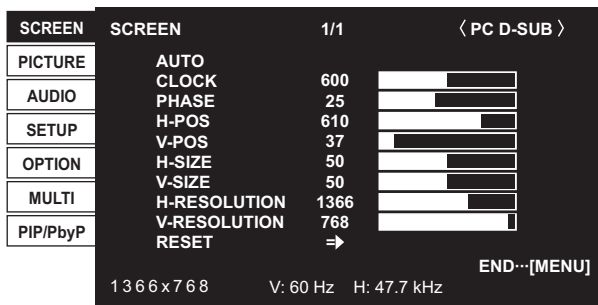 SCREEN
PICTURE
AUDIO
SETUP
OPTION
MULTI
PIP/PbyP
SCREEN 1/1 〈 PC D-SUB 〉
AUTO
CLOCK 600
PHASE 25
H-POS 610
V-POS 37
H-SIZE 50
V-SIZE 50
H-RESOLUTION 1366
V-RESOLUTION 768
RESET
END···[MENU]
1366x768 V: 60 Hz H: 47.7 kHz